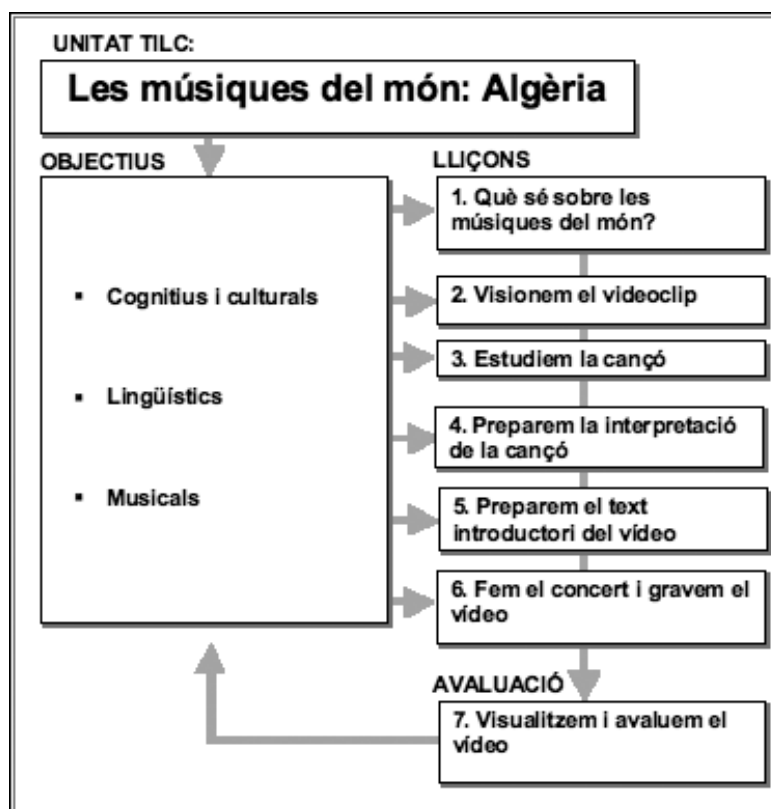 UNITAT TILC:
Les músiques del món: Algèria
OBJECTIUS
▪ Cognitius i culturals
▪ Lingüístics
▪ Musicals
LLIÇONS
1. Què sé sobre les
músiques del món?
2. Visionem el videoclip
3. Estudiem la cançó
4. Preparem la interpretació
de la cançó
5. Preparem el text
introductori del vídeo
6. Fem el concert i gravem el
vídeo
AVALUACIÓ
7. Visualitzem i avaluem el
vídeo